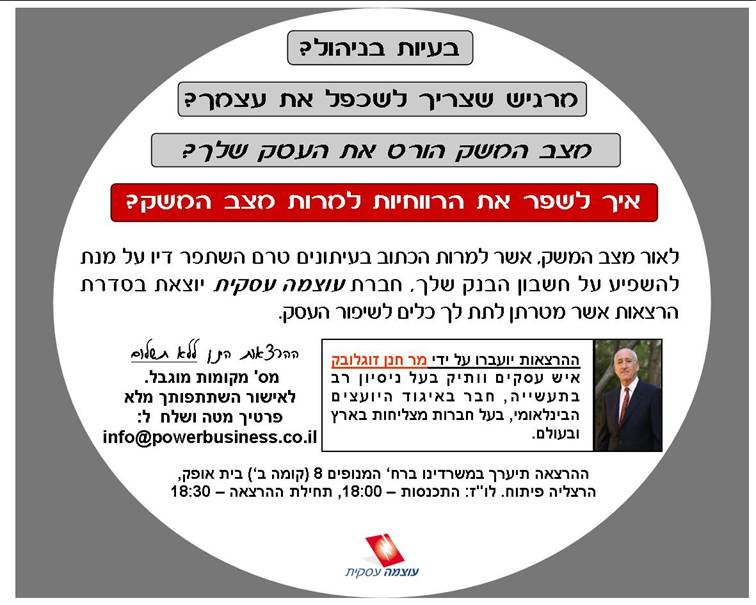 בעיות בניהול?
מרגיש שצריך לשכפל את עצמך?
מצב המשק הורס את העסק שלך?
איך לשפר את הרווחיות למרות מצב המשק?
לאור מצב המשק, אשר למרות הכתוב בעיתונים טרם השתפר דיו על מנת
להשפיע על חשבון הבנק שלך, חברת עוצמה עסקית יוצאת בסדרת
הרצאות אשר מטרתן לתת לך כלים לשיפור העסק.
ההרצאות יועברו על ידי מר חנן דוגלובק
איש עסקים וותיק בעל ניסיון רב
בתעשייה, חבר באיגוד היועצים
הבינלאומי, בעל חברות מצליחות בארץ
ובעולם.
ההרצאות הינן ללא תשלום
מס' מקומות מוגבל.
לאישור השתתפותך מלא
פרטיך מטה ושלח ל:
info@powerbusiness.co.il
ההרצאה תיערך במשרדינו ברח' המנופים 8 (קומה ב') בית אופק,
הרצליה פיתוח. לו"ז: התכנסות – 18:00, תחילת ההרצאה – 18:30
עוצמה עסקית